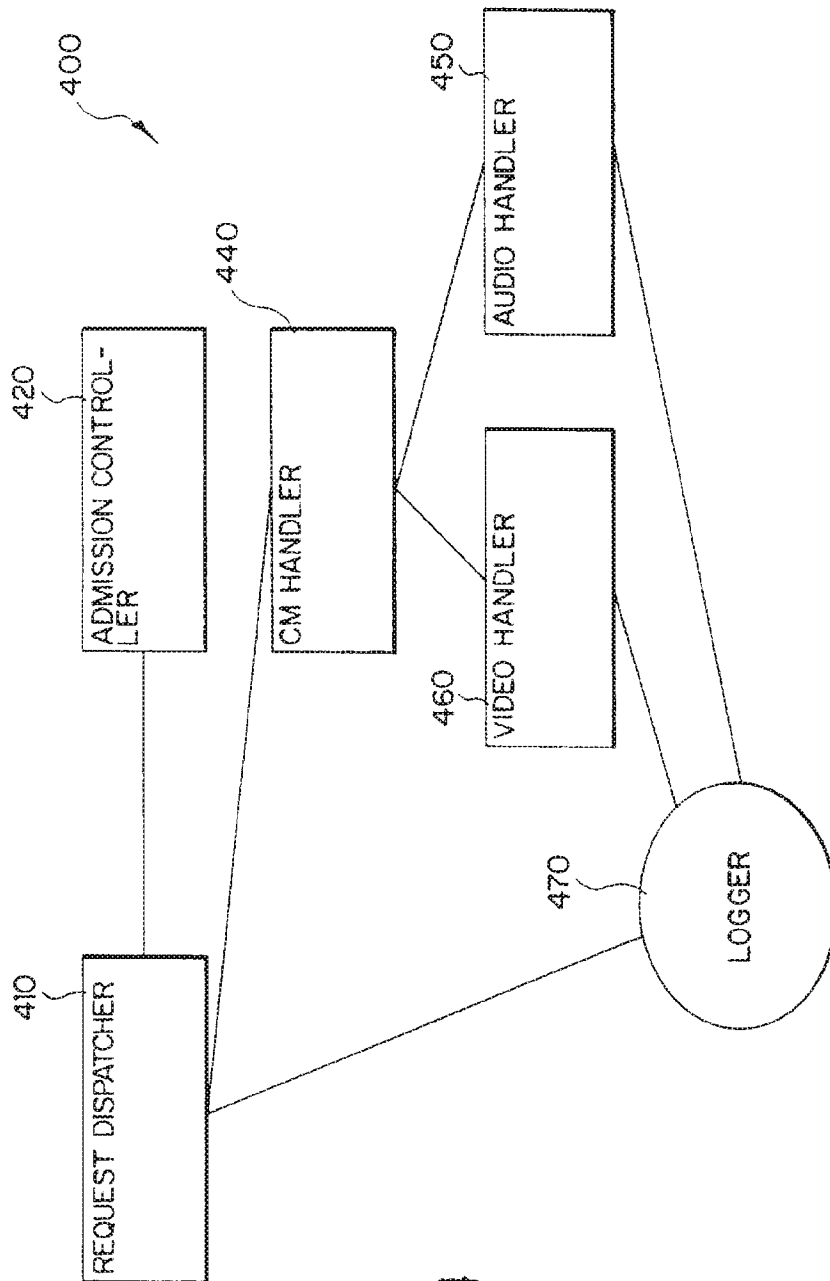 400
410
REQUEST DISPATCHER
420
ADMISSION CONTROL-
LER
440
CM HANDLER
460
VIDEO HANDLER
450
AUDIO HANDLER
470
LOGGER